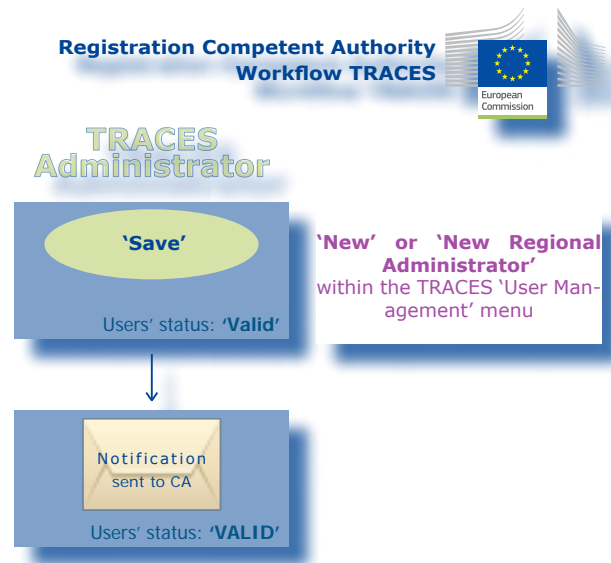 Registration Competent Authority
Workflow TRACES
European
Commission
TRACES
Administrator
‘Save’
Users’ status: ‘Valid’
‘New’ or ‘New Regional
Administrator’
within the TRACES ‘User Man-
agement’ menu
Notification
sent to CA
Users’ status: ‘VALID’